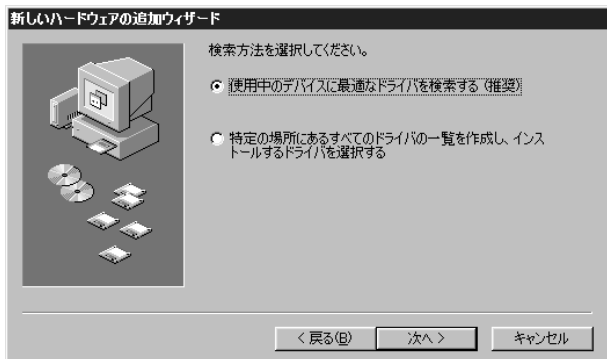 新しいハードウェアの追加ウィザード
検索方法を選択してください。
使用中のデバイスに最適なドライバを検索する (推奨)
特定の場所にあるすべてのドライバの一覧を作成し、インス
トールするドライバを選択する
< 戻る(B)
次へ >
キャンセル